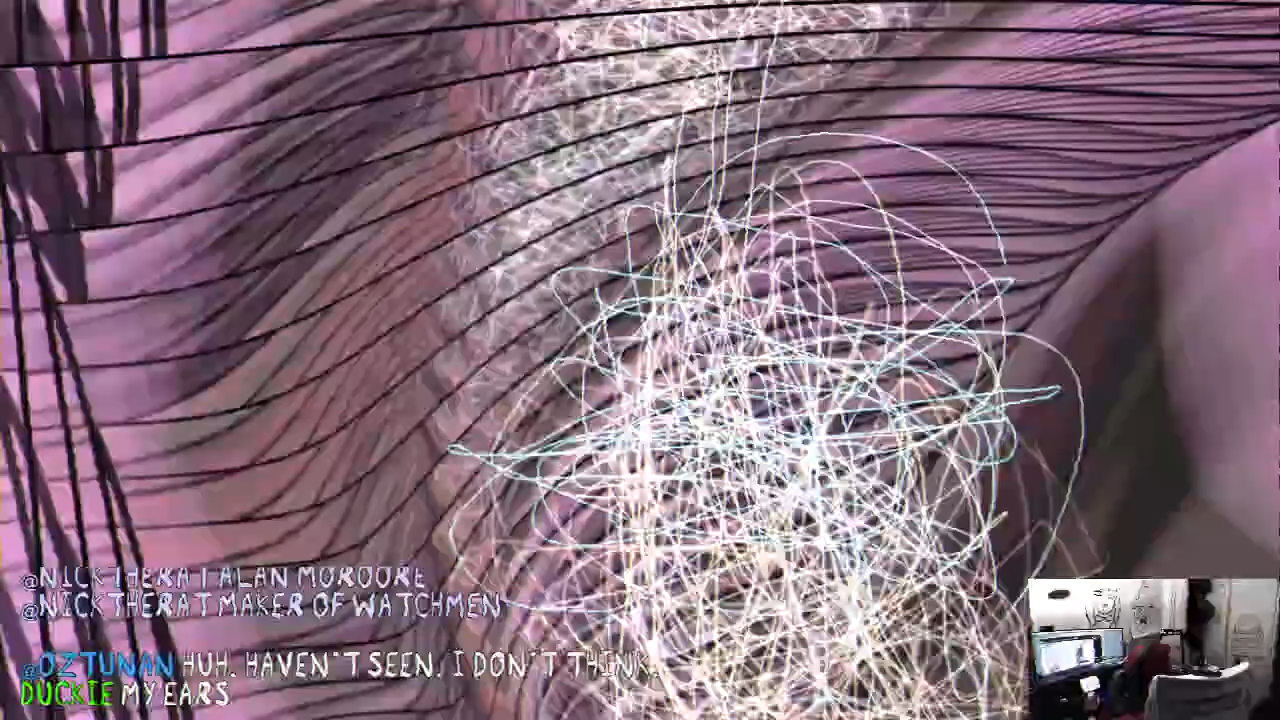 @NICKTHERAT ALAN MOROORE
@NICKTHERAT MAKER OF WATCHMEN
@OZTUNAN HUH. HAVEN'T SEEN. I DON'T THINK.
DUCKIE MY EARS